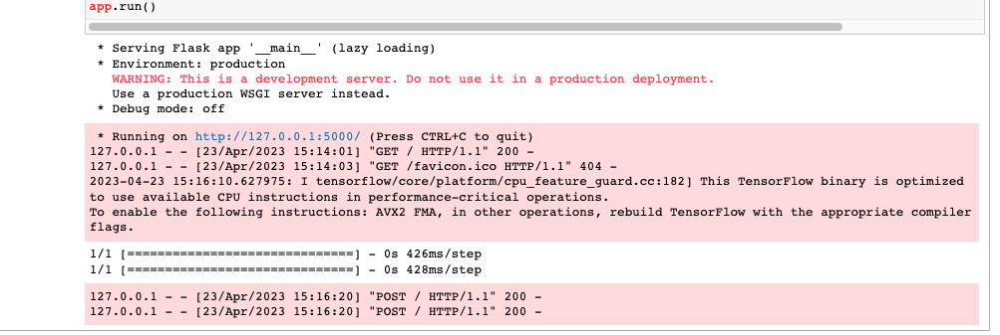 app.run()
* Serving Flask app '__main__' (lazy loading)
* Environment: production
WARNING: This is a development server. Do not use it in a production deployment.
Use a production WSGI server instead.
* Debug mode: off
* Running on http://127.0.0.1:5000/ (Press CTRL+C to quit)
127.0.0.1 - - [23/Apr/2023 15:14:01] "GET / HTTP/1.1" 200 -
127.0.0.1 - - [23/Apr/2023 15:14:03] "GET /favicon.ico HTTP/1.1" 404 -
2023-04-23 15:16:10.627975: I tensorflow/core/platform/cpu_feature_guard.cc:182] This TensorFlow binary is optimized
to use available CPU instructions in performance-critical operations.
To enable the following instructions: AVX2 FMA, in other operations, rebuild TensorFlow with the appropriate compiler
flags.
1/1 [==============================] - 0s 426ms/step
1/1 [==============================] - 0s 428ms/step
127.0.0.1 - - [23/Apr/2023 15:16:20] "POST / HTTP/1.1" 200 -
127.0.0.1 - - [23/Apr/2023 15:16:20] "POST / HTTP/1.1" 200 -